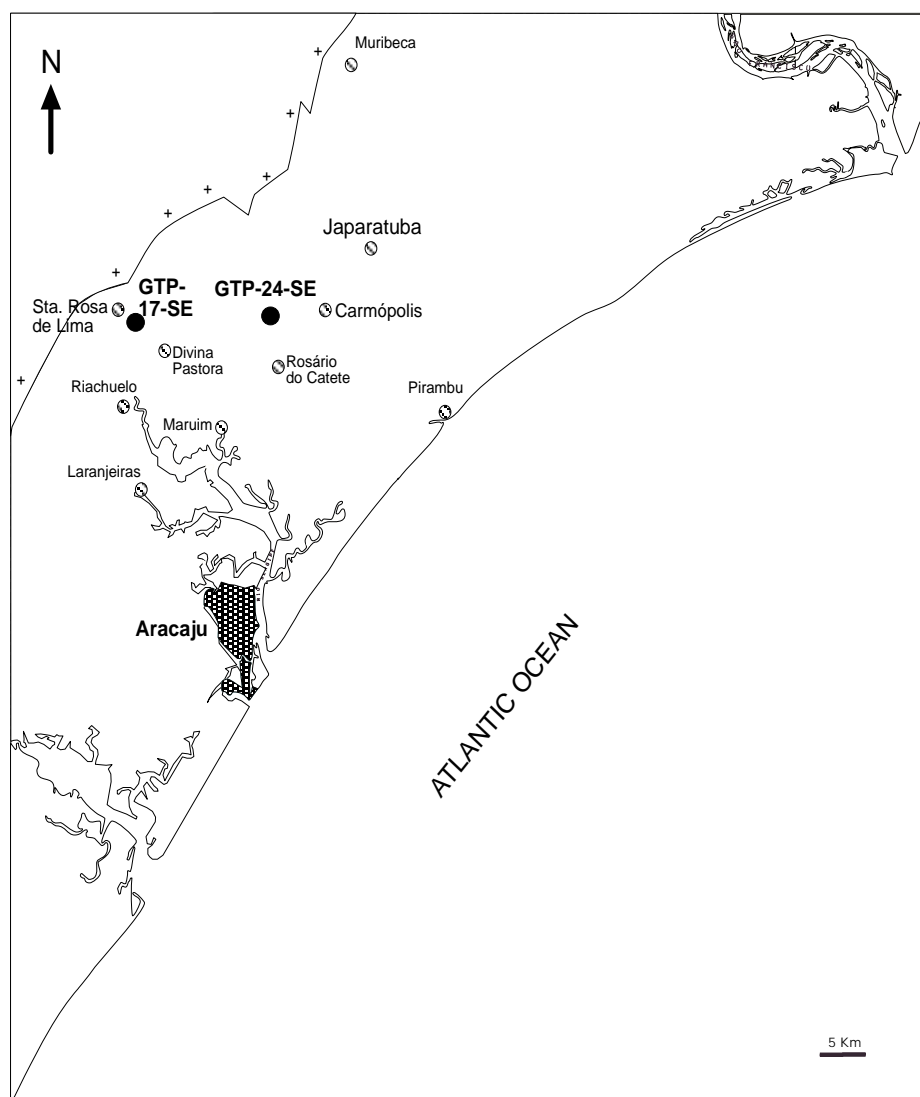 Muribeca
N
Japaratuba
GTP-
17-SE
GTP-24-SE
Sta. Rosa
de Lima
Carmópolis
Divina
Pastora
Rosário
do Catete
Riachuelo
Pirambu
Maruim
Laranjeiras
Aracaju
ATLANTIC OCEAN
5 Km